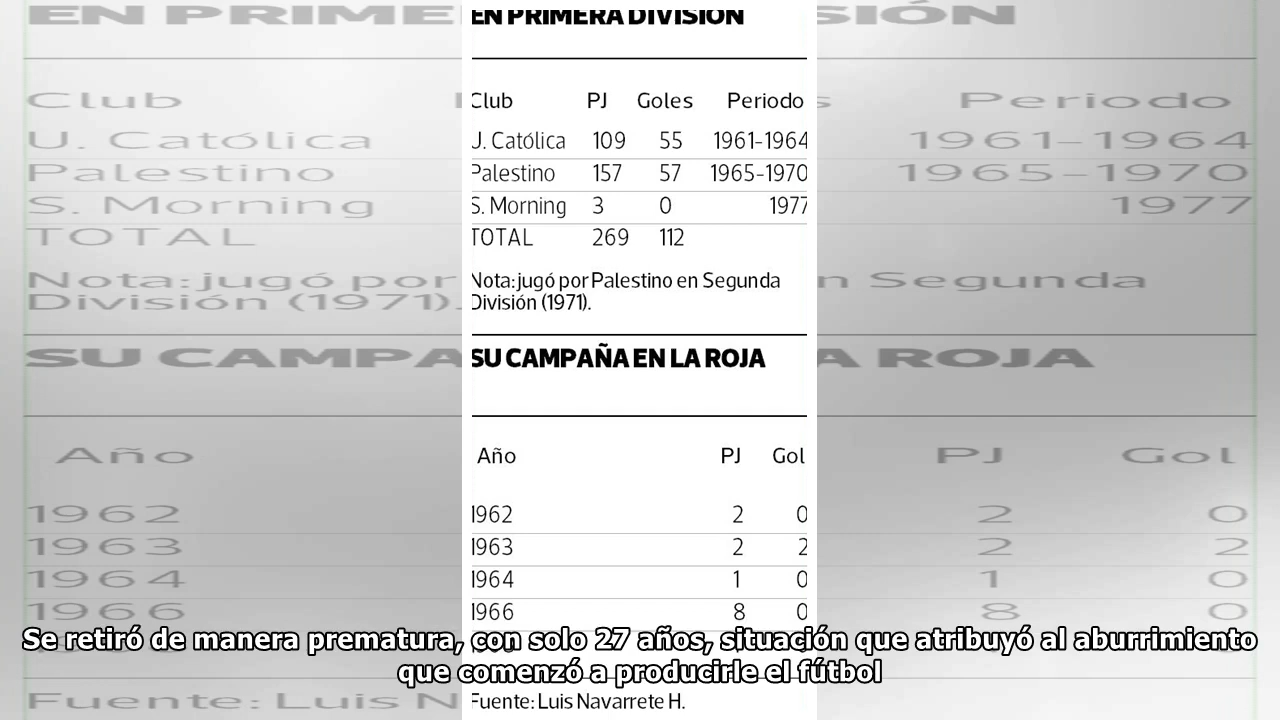 EN PRIMERA DIVISIÓN
Club PJ Goles Periodo
U. Católica 109 55 1961-1964
Palestino 157 57 1965-1970
S. Morning 3 0 1977
TOTAL 269 112
Nota: jugó por Palestino en Segunda
División (1971).
SU CAMPAÑA EN LA ROJA
Año PJ Gol
1962 2 0
1963 2 2
1964 1 0
1966 8 0
Se retiró de manera prematura, con solo 27 años, situación que atribuyó al aburrimiento
que comenzó a producirle el fútbol
Fuente: Luis Navarrete H.